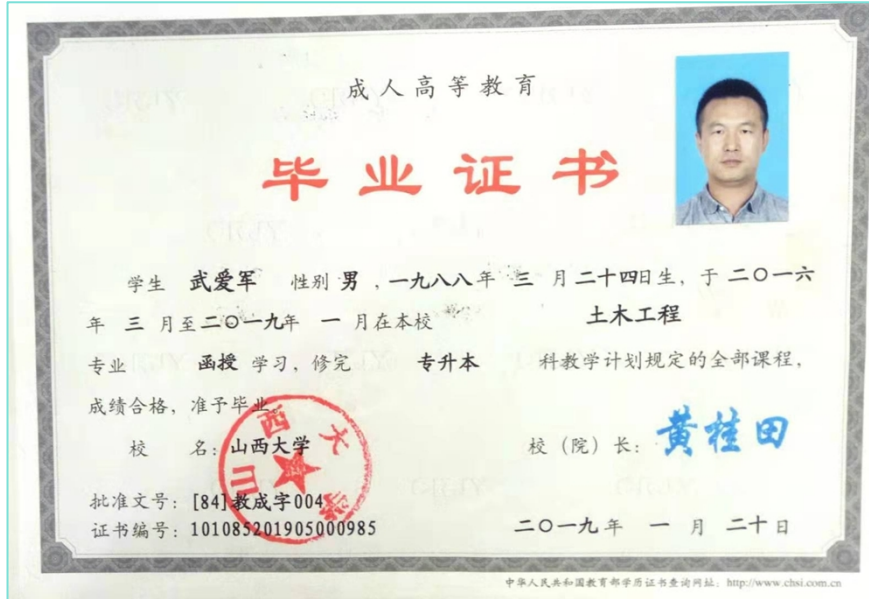 成人高等教育
毕业证书
学生 武爱军 性别 男 ，一九八八年 三 月 二十四日生，于 二〇一六
年 三 月至二〇一九年 一 月在本校 土木工程
专业 函授 学习，修完 专升本 科教学计划规定的全部课程，
成绩合格，准予毕业。
校 名：山西大学
校（院）长：黄桂田
山西大学
批准文号：[84]教成字004
证书编号：101085201905000985
二〇一九年 一 月 二十日
中华人民共和国教育部学历证书查询网址：http://www.chsi.com.cn